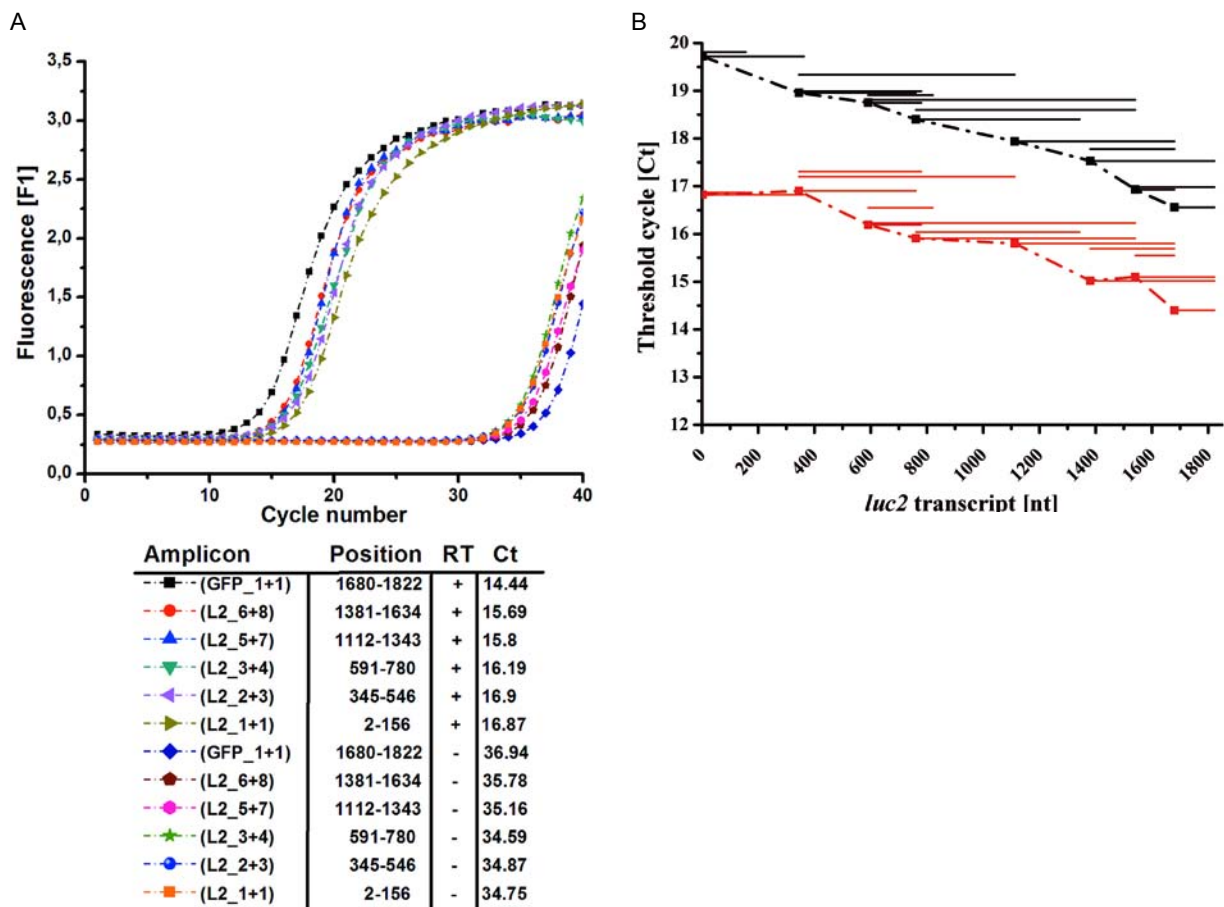 A
3,5
3,0
2,5
2,0
1,5
1,0
0,5
0,0
Fluorescence [F1]
0
10
20
30
40
Cycle number
Amplicon Position RT Ct
(GFP_1+1) 1680-1822 + 14.44
(L2_6+8) 1381-1634 + 15.69
(L2_5+7) 1112-1343 + 15.8
(L2_3+4) 591-780 + 16.19
(L2_2+3) 345-546 + 16.9
(L2_1+1) 2-156 + 16.87
(GFP_1+1) 1680-1822 - 36.94
(L2_6+8) 1381-1634 - 35.78
(L2_5+7) 1112-1343 - 35.16
(L2_3+4) 591-780 - 34.59
(L2_2+3) 345-546 - 34.87
(L2_1+1) 2-156 - 34.75
B
20
19
18
17
16
15
14
13
12
Threshold cycle [Ct]
0
200
400
600
800
1000
1200
1400
1600
1800
luc2 transcript [nt]